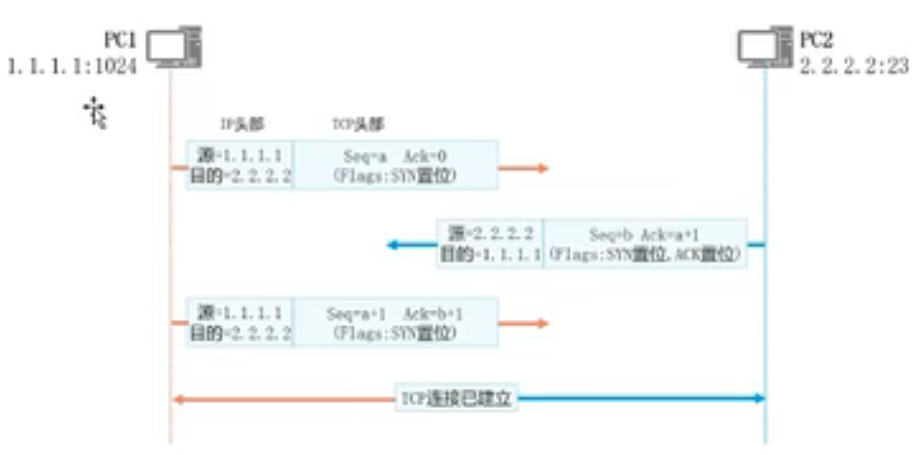 PC1
1.1.1.1:1024
PC2
2.2.2.2:23
IP头部
TCP头部
源=1.1.1.1
目的=2.2.2.2
Seq=a Ack=0
(Flags:SYN置位)
源=2.2.2.2
目的=1.1.1.1
Seq=b Ack=a+1
(Flags:SYN置位,ACK置位)
源=1.1.1.1
目的=2.2.2.2
Seq=a+1 Ack=b+1
(Flags:SYN置位)
TCP连接已建立